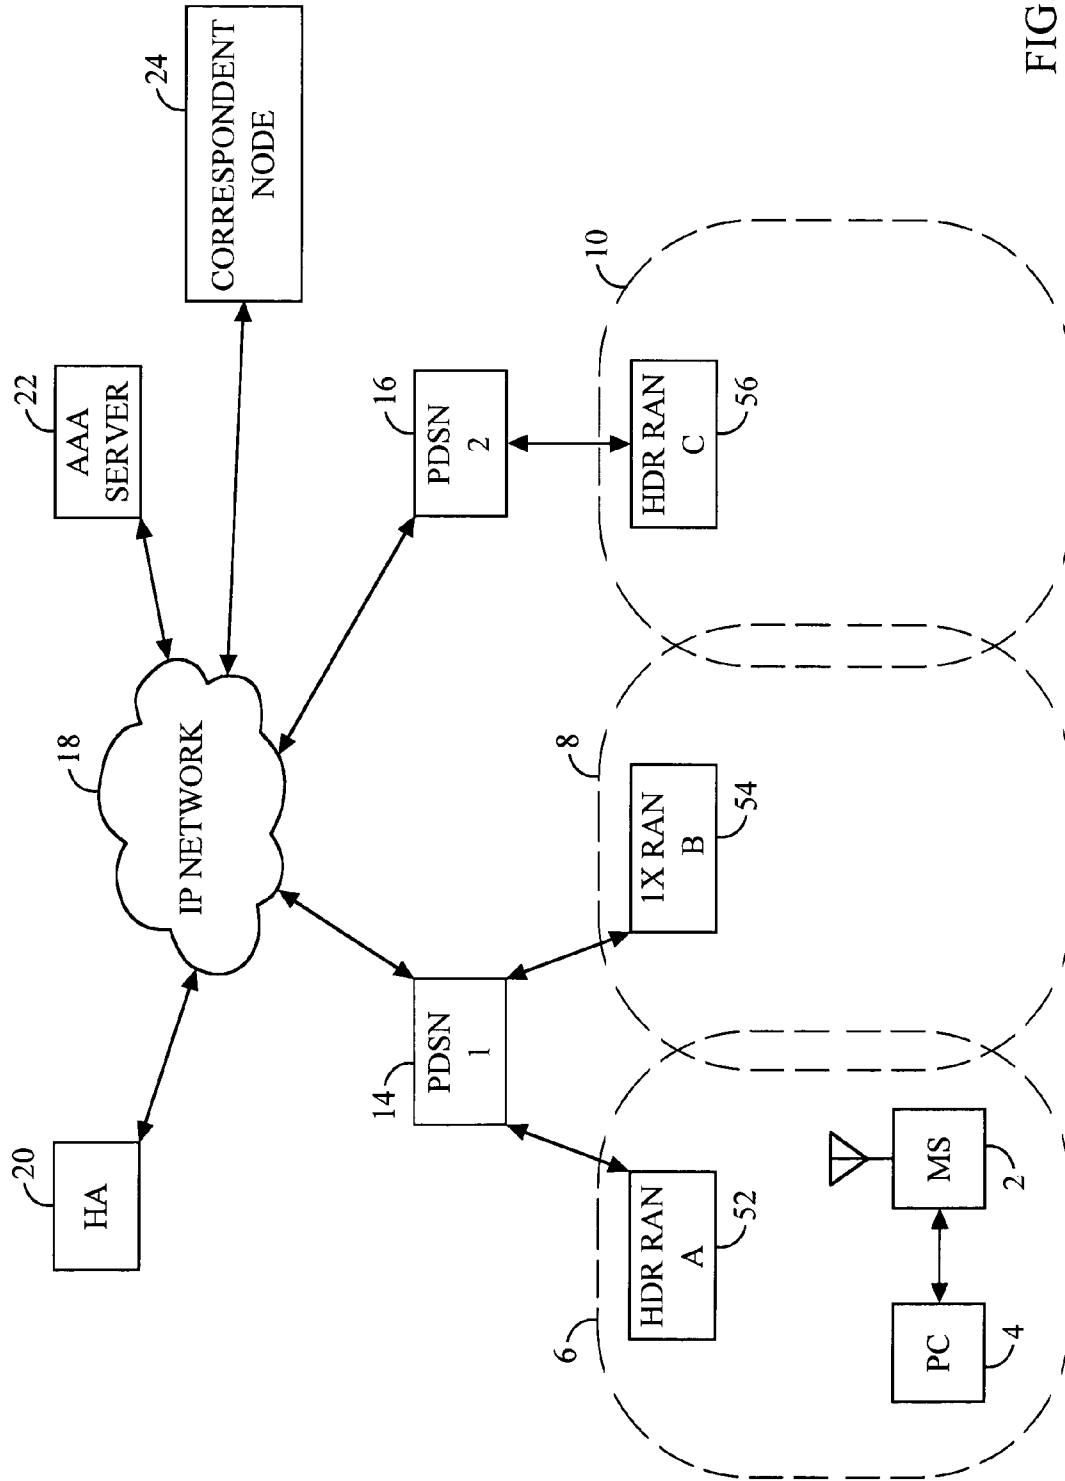 20
HA
18
IP NETWORK
22
AAA
SERVER
24
CORRESPONDENT
NODE
14
PDSN
1
16
PDSN
2
6
HDR RAN
A
52
8
1X RAN
B
54
10
HDR RAN
C
56
PC
4
MS
2
FIG